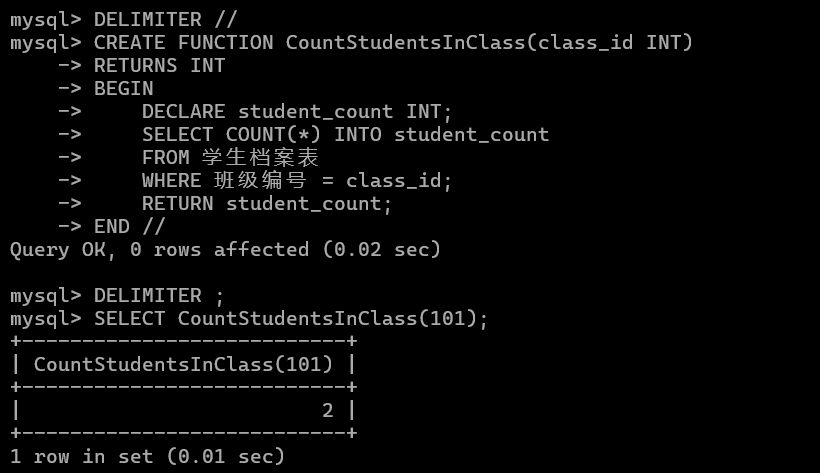 mysql> DELIMITER //
mysql> CREATE FUNCTION CountStudentsInClass(class_id INT)
    -> RETURNS INT
    -> BEGIN
    ->     DECLARE student_count INT;
    ->     SELECT COUNT(*) INTO student_count
    ->     FROM 学生档案表
    ->     WHERE 班级编号 = class_id;
    ->     RETURN student_count;
    -> END //
Query OK, 0 rows affected (0.02 sec)

mysql> DELIMITER ;
mysql> SELECT CountStudentsInClass(101);
+---------------------------+
| CountStudentsInClass(101) |
+---------------------------+
|                         2 |
+---------------------------+
1 row in set (0.01 sec)